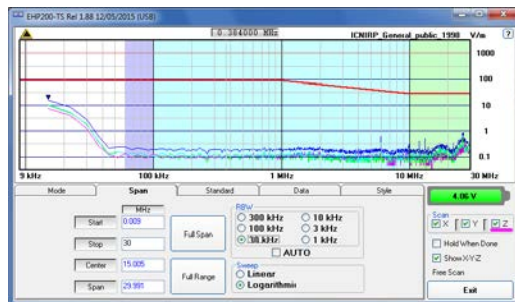 EHP200-TS Rel 1.88 12/05/2015 (USB)
0.384000 MHz
ICNIRP_General_public_1998 V/m
1000
100
10
1
0.1
9 kHz 100 kHz 1 MHz 10 MHz 30 MHz
Mode Span Standard Data Style
MHz
Start 0.009
Stop 30
Center 15.005
Span 29.991
Full Span
Full Range
RBW
300 kHz 10 kHz
100 kHz 3 kHz
30 kHz 1 kHz
AUTO
Sweep
Linear
Logarithmic
4.06 V
Scan
X Y Z
Hold When Done
Show X-Y-Z
Free Scan
Exit